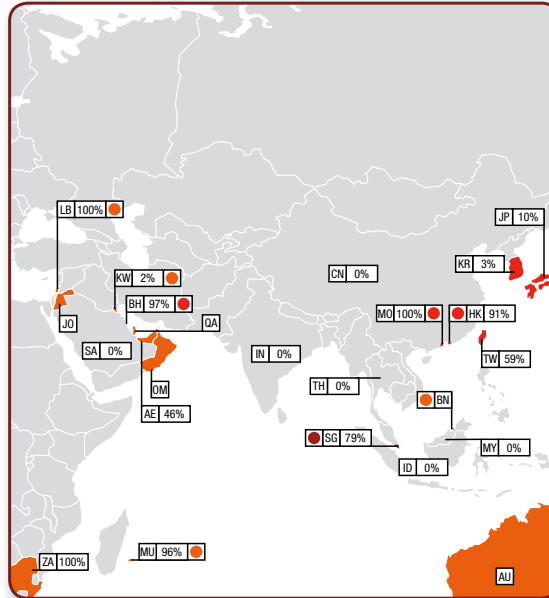 LB 100%
JP 10%
KR 3%
CN 0%
KW 2%
BH 97%
MO 100%
HK 91%
JO
QA
SA 0%
IN 0%
TW 59%
OM
TH 0%
BN
AE 46%
SG 79%
MY 0%
ID 0%
MU 96%
ZA 100%
AU